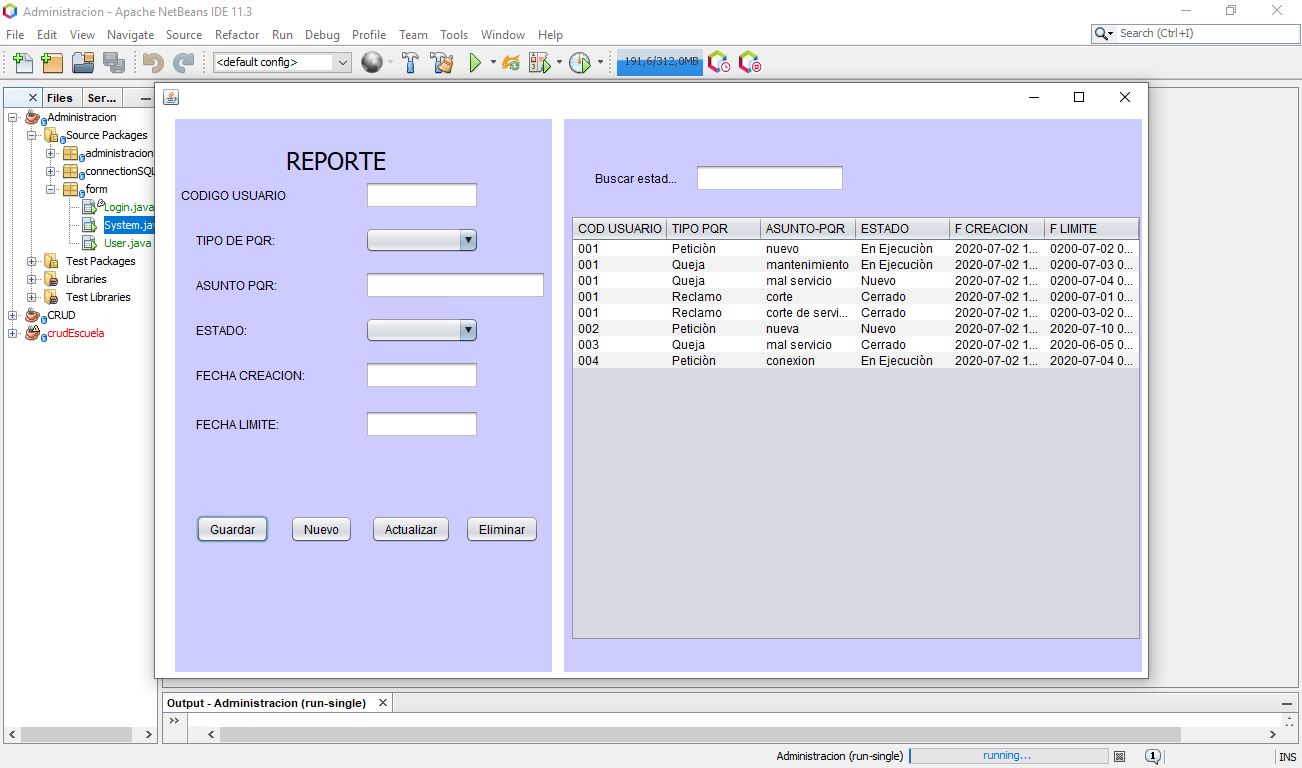 Administracion - Apache NetBeans IDE 11.3
File Edit View Navigate Source Refactor Run Debug Profile Team Tools Window Help
Search (Ctrl+I)
<default config>
191,6/312,0MB
Files Ser...
Administracion
Source Packages
administracion
connectionSQL
form
Login.java
System.jav
User.java
Test Packages
Libraries
Test Libraries
CRUD
crudEscuela
REPORTE
CODIGO USUARIO
TIPO DE PQR:
ASUNTO PQR:
ESTADO:
FECHA CREACION:
FECHA LIMITE:
Guardar Nuevo Actualizar Eliminar
Buscar estad...
COD USUARIO TIPO PQR ASUNTO-PQR ESTADO F CREACION F LIMITE
001 Petición nuevo En Ejecuciòn 2020-07-02 1... 0200-07-02 0...
001 Queja mantenimiento En Ejecuciòn 2020-07-02 1... 0200-07-03 0...
001 Queja mal servicio Nuevo 2020-07-02 1... 0200-07-04 0...
001 Reclamo corte Cerrado 2020-07-02 1... 0200-07-01 0...
001 Reclamo corte de servi... Cerrado 2020-07-02 1... 0200-03-02 0...
002 Peticiòn nueva Nuevo 2020-07-02 1... 2020-07-10 0...
003 Queja mal servicio Cerrado 2020-07-02 1... 2020-06-05 0...
004 Peticiòn conexion En Ejecuciòn 2020-07-02 1... 2020-07-04 0...
Output - Administracion (run-single)
Administracion (run-single) running... 1 INS